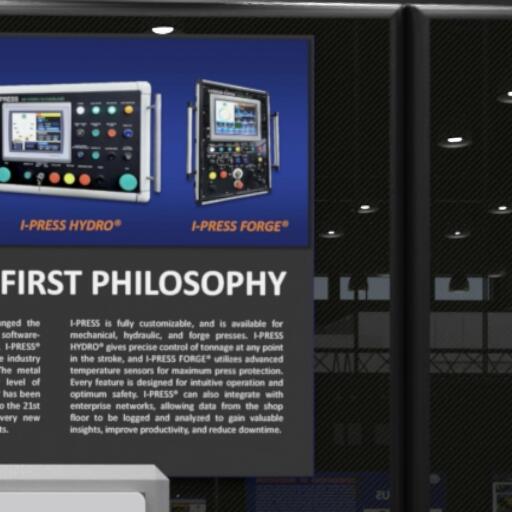 I-PRESS HYDRO®
I-PRESS FORGE®
FIRST PHILOSOPHY
nged the
software-
I-PRESS®
e industry
The metal
level of
has been
o the 21st
very new
ts.
I-PRESS is fully customizable, and is available for
mechanical, hydraulic, and forge presses. I-PRESS
HYDRO® gives precise control of tonnage at any point
in the stroke, and I-PRESS FORGE® utilizes advanced
temperature sensors for maximum press protection.
Every feature is designed for intuitive operation and
optimum safety. I-PRESS® can also integrate with
enterprise networks, allowing data from the shop
floor to be logged and analyzed to gain valuable
insights, improve productivity, and reduce downtime.